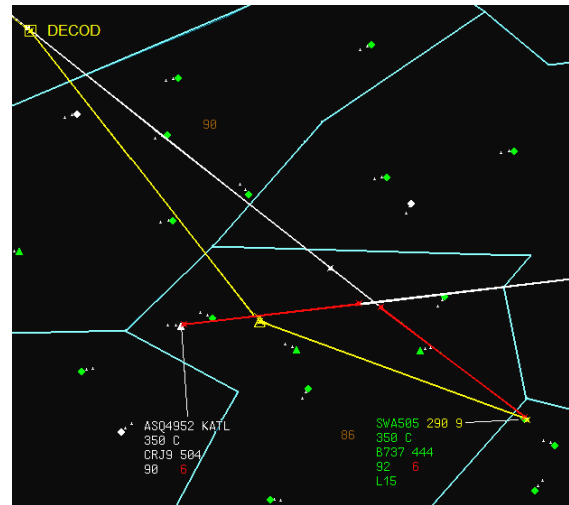 DECOD
90
ASQ4952 KATL
350 C
CRJ9 504
90 6
86
SWA505 290 9
350 C
B737 444
92 6
L15